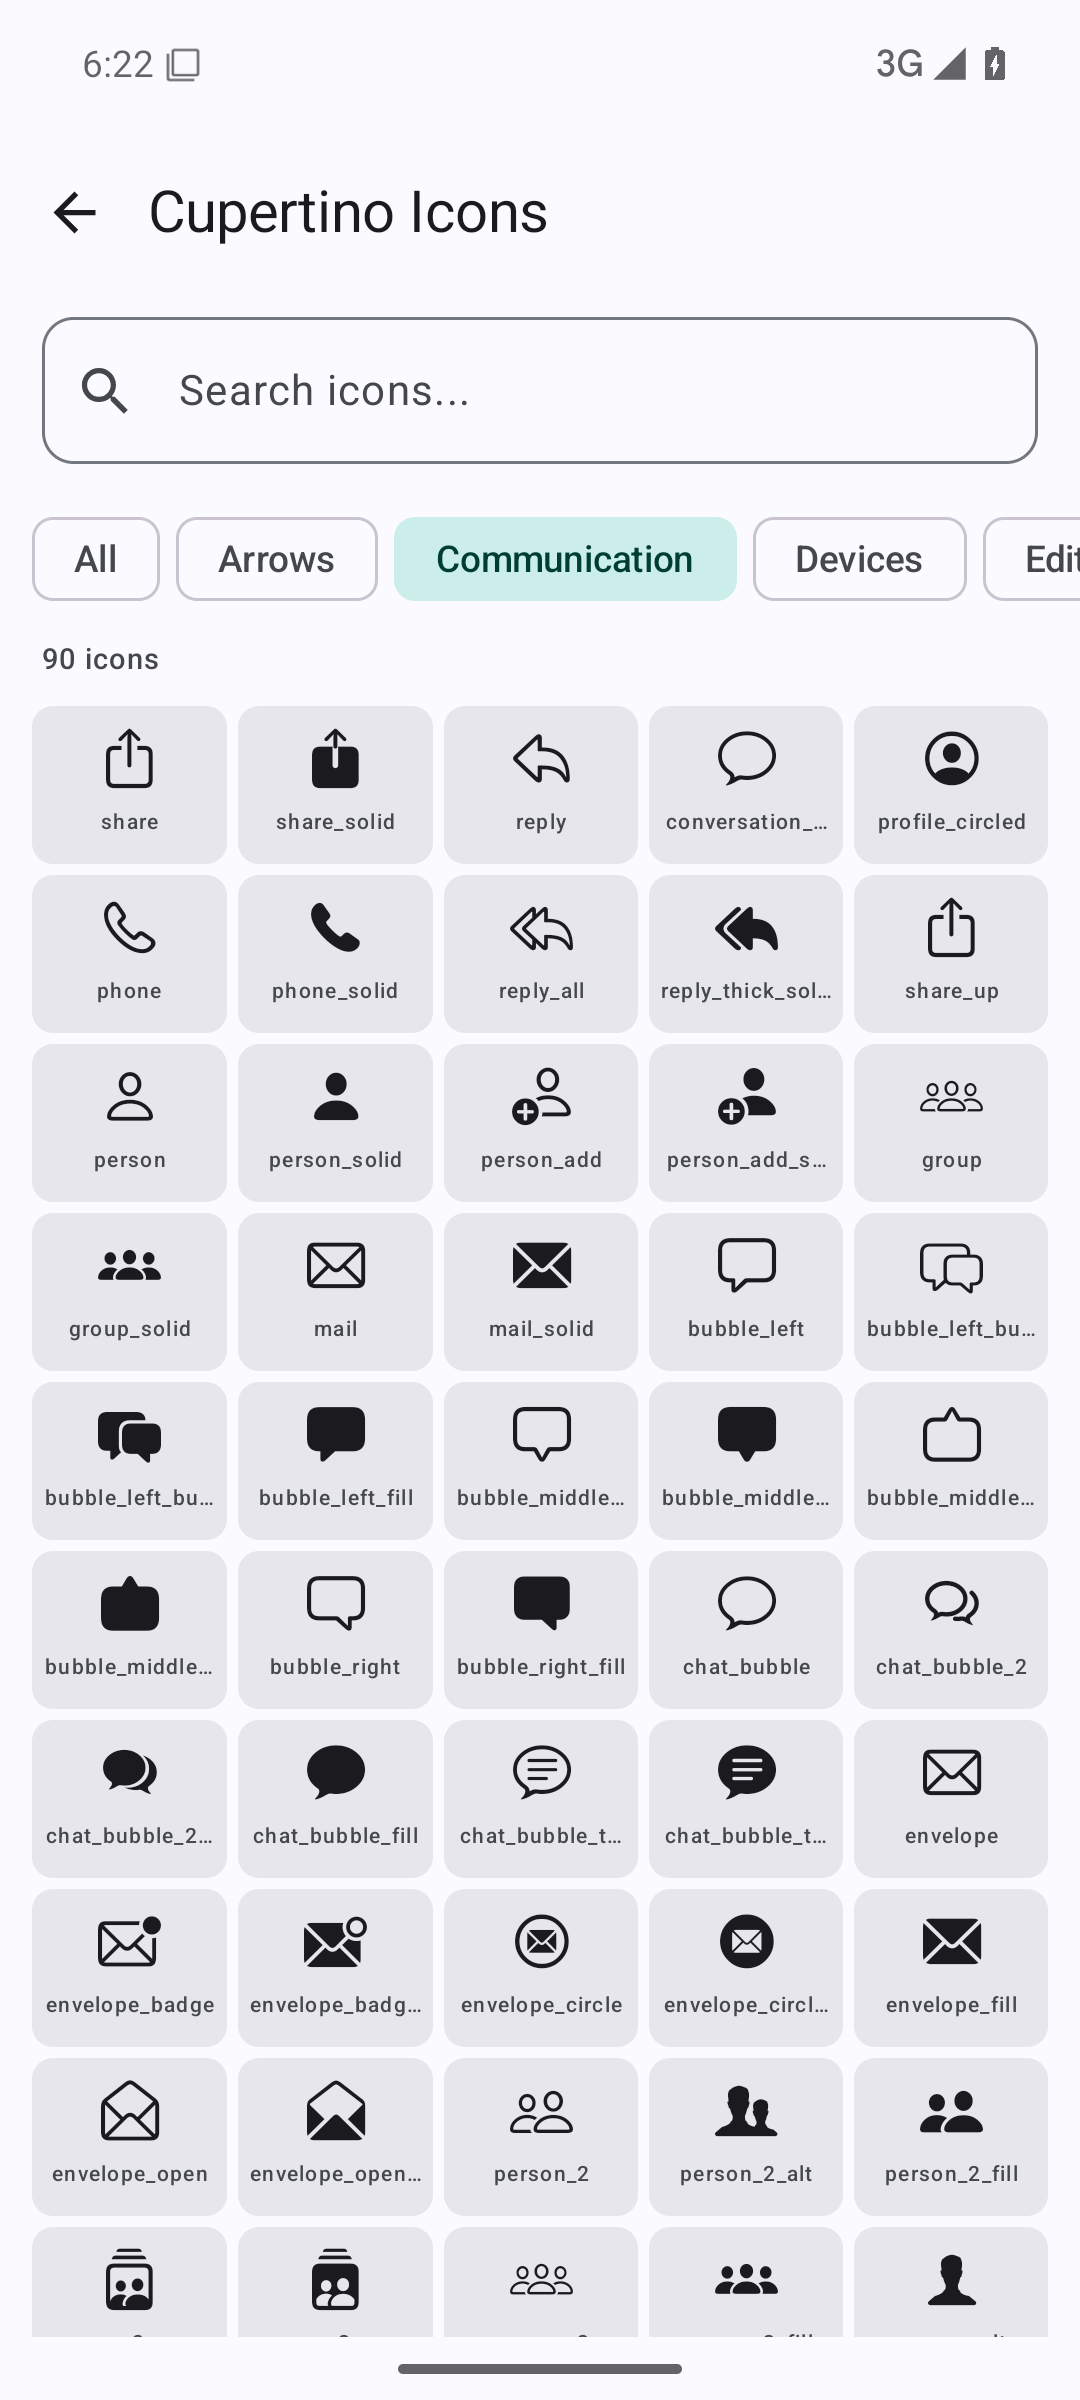 6:22
3G
Cupertino Icons
Search icons...
All Arrows Communication Devices Edit
90 icons
share share_solid reply conversation_… profile_circled
phone phone_solid reply_all reply_thick_sol… share_up
person person_solid person_add person_add_s… group
group_solid mail mail_solid bubble_left bubble_left_bu…
bubble_left_bu… bubble_left_fill bubble_middle… bubble_middle… bubble_middle…
bubble_middle… bubble_right bubble_right_fill chat_bubble chat_bubble_2
chat_bubble_2… chat_bubble_fill chat_bubble_t… chat_bubble_t… envelope
envelope_badge envelope_badg… envelope_circle envelope_circl… envelope_fill
envelope_open envelope_open… person_2 person_2_alt person_2_fill